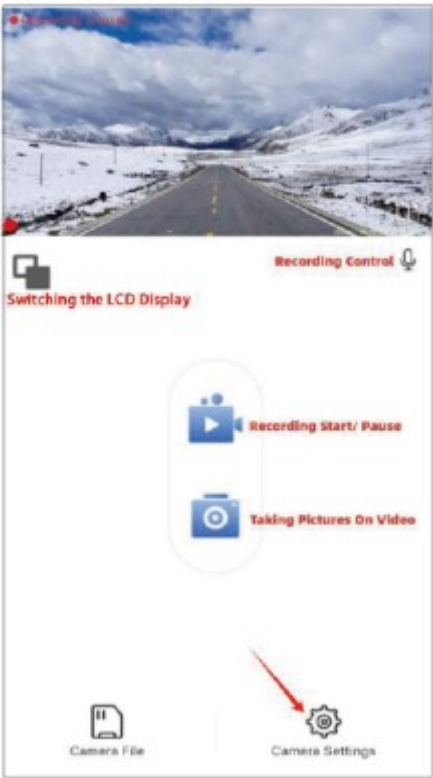 Recording Control
Switching the LCD Display
Recording Start/ Pause
Taking Pictures On Video
Camera File
Camera Settings